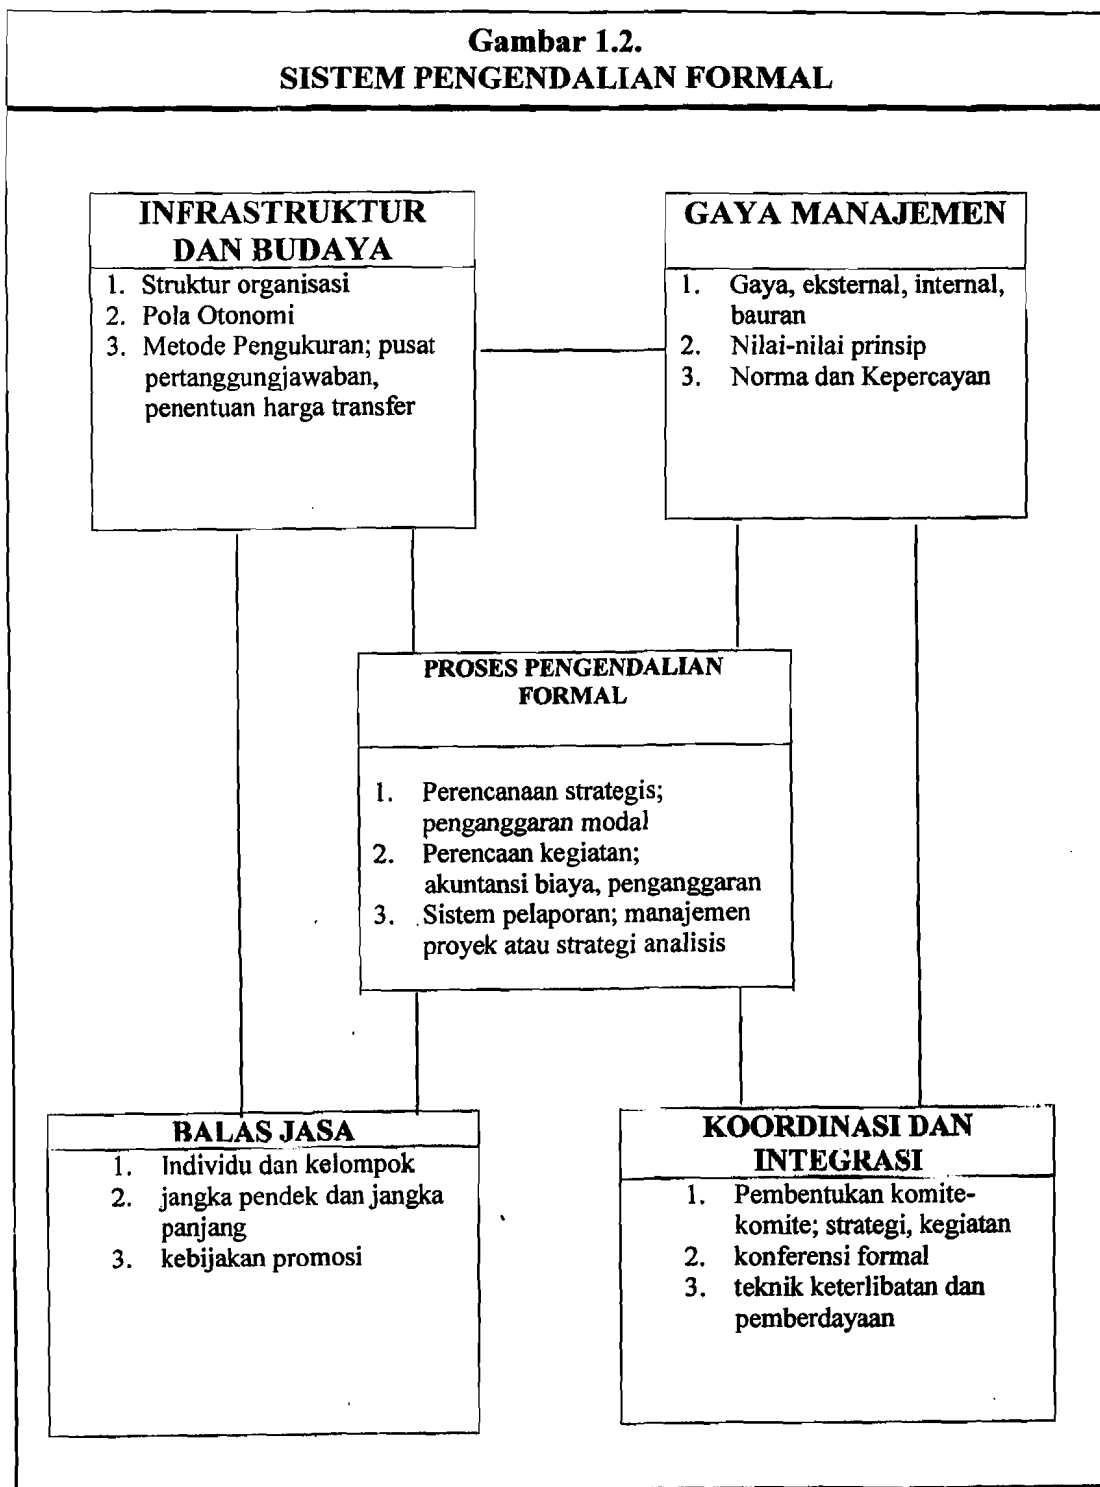 Gambar 1.2.
SISTEM PENGENDALIAN FORMAL
INFRASTRUKTUR
DAN BUDAYA
1. Struktur organisasi
2. Pola Otonomi
3. Metode Pengukuran; pusat
pertanggungjawaban,
penentuan harga transfer
GAYA MANAJEMEN
1. Gaya, eksternal, internal,
bauran
2. Nilai-nilai prinsip
3. Norma dan Kepercayan
PROSES PENGENDALIAN
FORMAL
1. Perencanaan strategis;
penganggaran modal
2. Perencaan kegiatan;
akuntansi biaya, penganggaran
3. Sistem pelaporan; manajemen
proyek atau strategi analisis
BALAS JASA
1. Individu dan kelompok
2. jangka pendek dan jangka
panjang
3. kebijakan promosi
KOORDINASI DAN
INTEGRASI
1. Pembentukan komite-
komite; strategi, kegiatan
2. konferensi formal
3. teknik keterlibatan dan
pemberdayaan